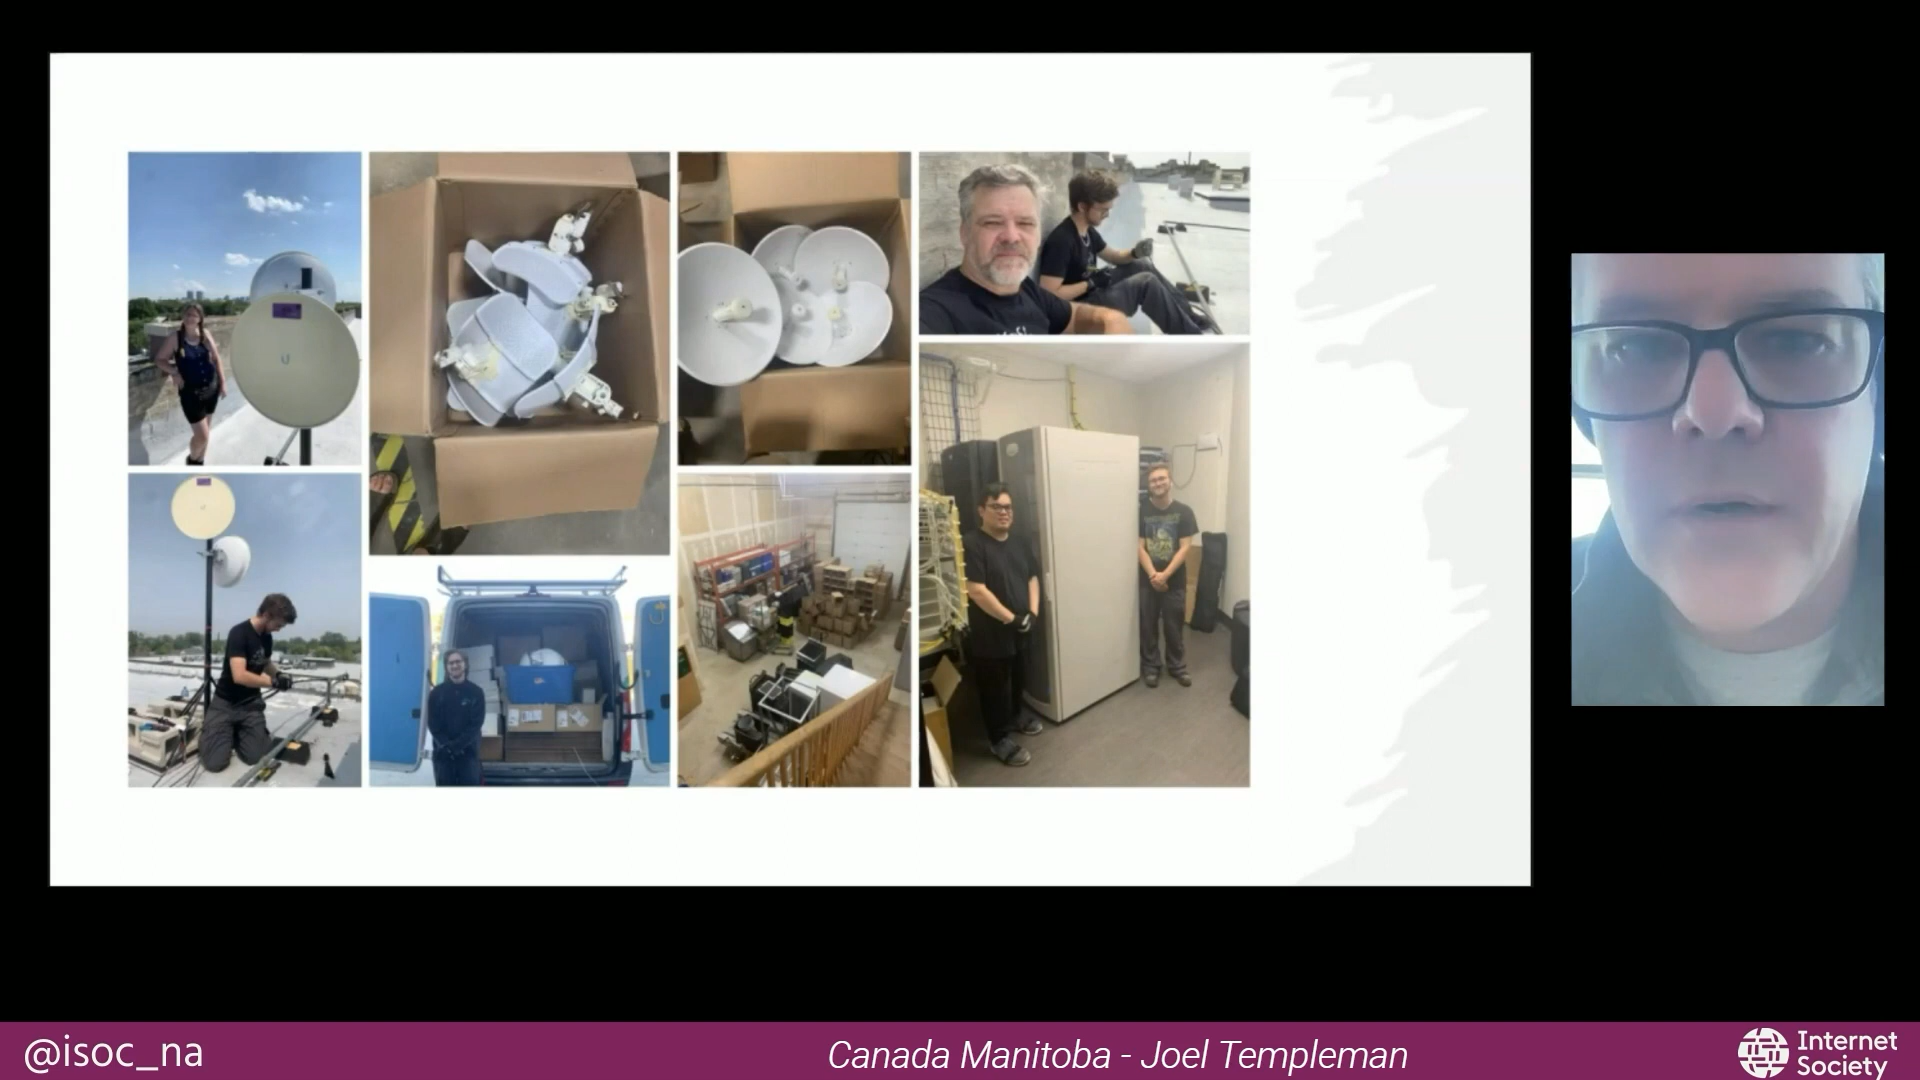 @isoc_na
Canada Manitoba - Joel Templeman
Internet
Society